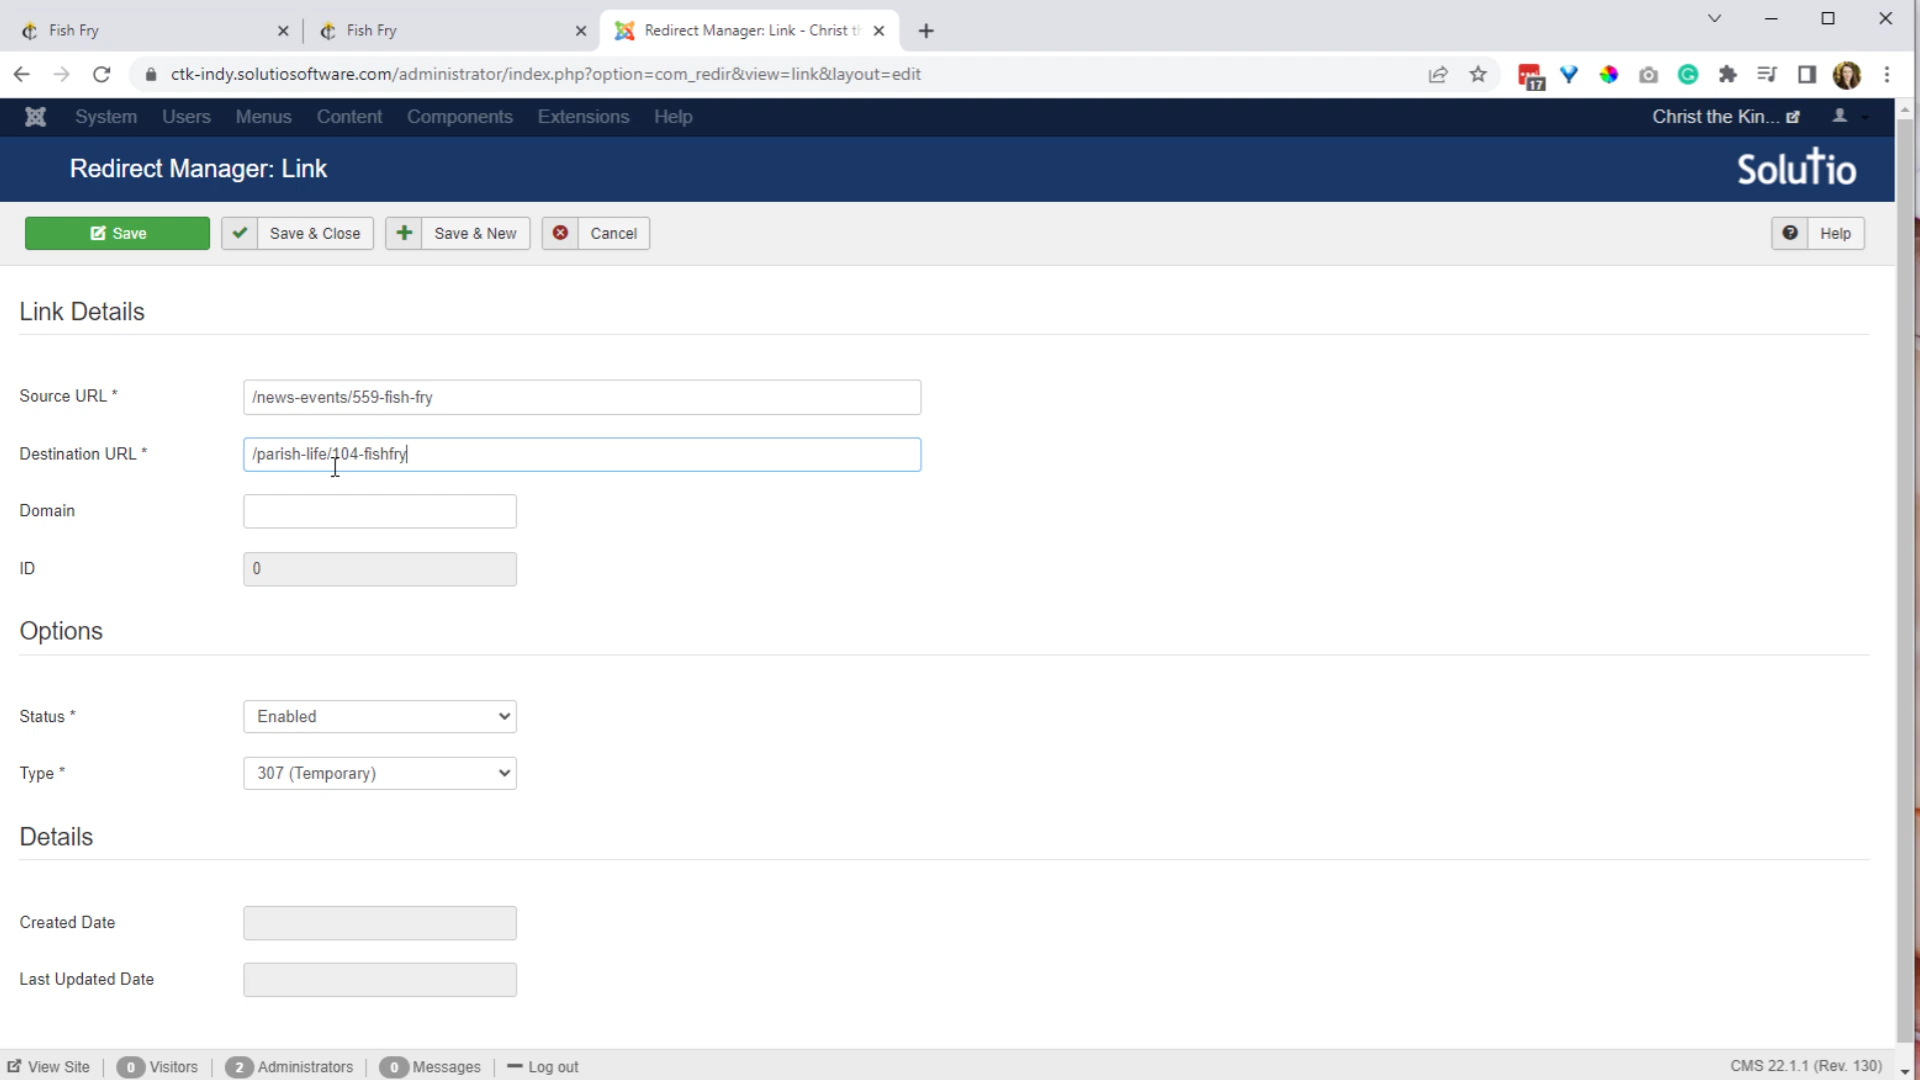 Fish Fry
Fish Fry
Redirect Manager: Link - Christ th
ctk-indy.solutiosoftware.com/administrator/index.php?option=com_redir&view=link&layout=edit
17
System Users Menus Content Components Extensions Help
Christ the Kin...
Redirect Manager: Link
Solutio
Save
Save & Close
Save & New
Cancel
Help
Link Details
Source URL * /news-events/559-fish-fry
Destination URL * /parish-life/104-fishfry
Domain
ID 0
Options
Status * Enabled
Type * 307 (Temporary)
Details
Created Date
Last Updated Date
View Site 0 Visitors 2 Administrators 0 Messages Log out
CMS 22.1.1 (Rev. 130)